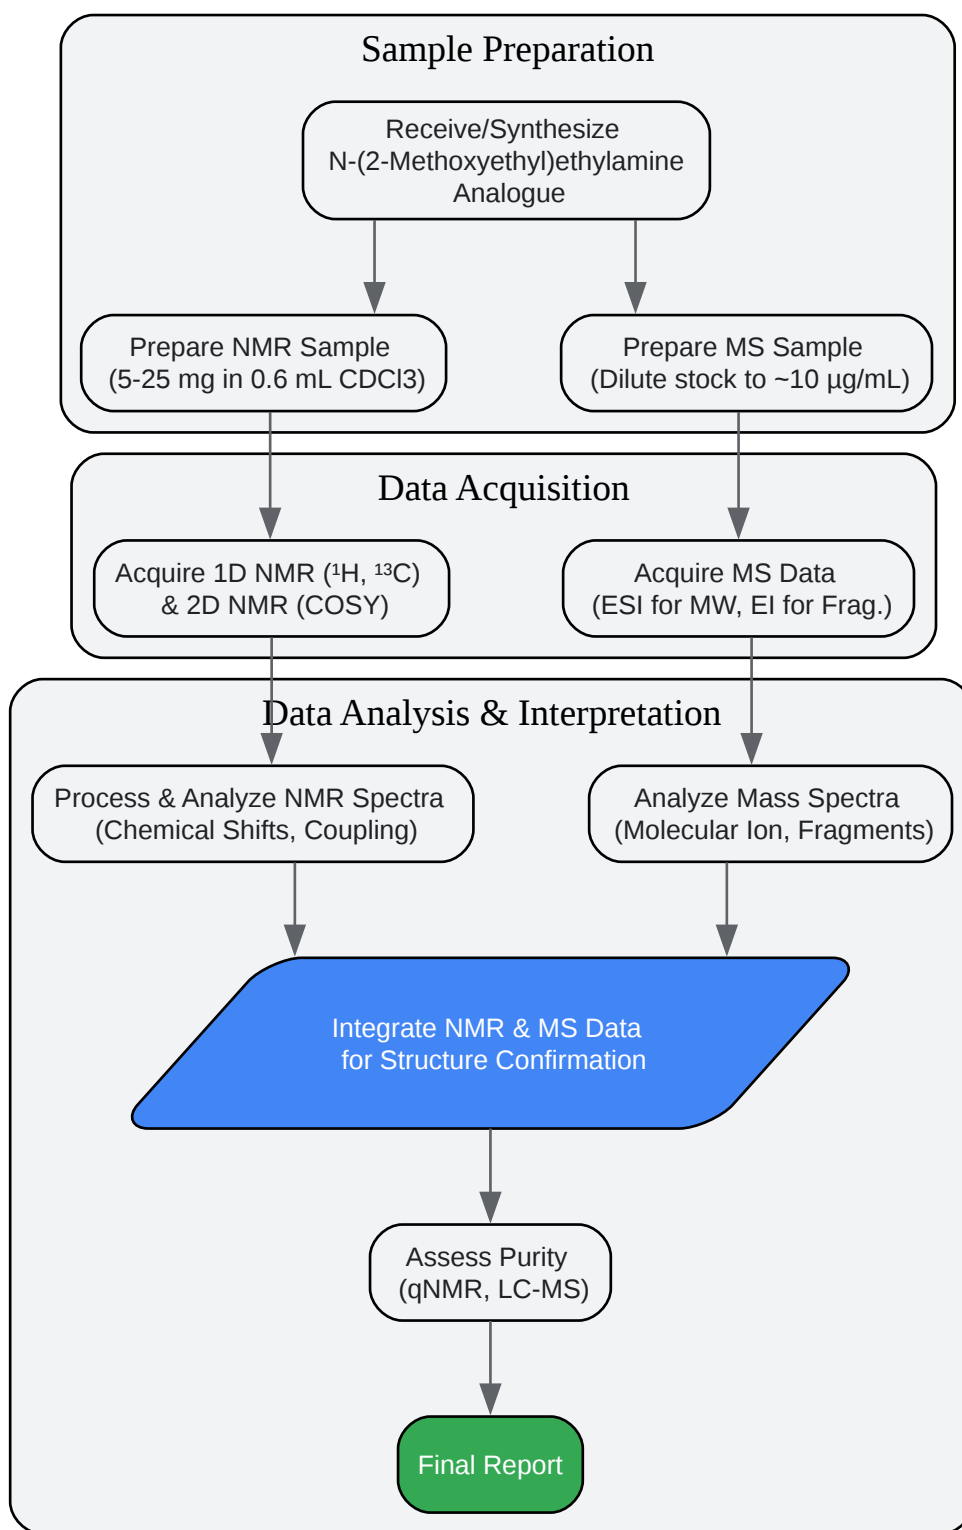 Sample Preparation
Receive/Synthesize
N-(2-Methoxyethyl)ethylamine
Analogue
Prepare NMR Sample
(5-25 mg in 0.6 mL CDCl3)
Prepare MS Sample
(Dilute stock to ~10 µg/mL)
Data Acquisition
Acquire 1D NMR (¹H, ¹³C)
& 2D NMR (COSY)
Acquire MS Data
(ESI for MW, EI for Frag.)
Data Analysis & Interpretation
Process & Analyze NMR Spectra
(Chemical Shifts, Coupling)
Analyze Mass Spectra
(Molecular Ion, Fragments)
Integrate NMR & MS Data
for Structure Confirmation
Assess Purity
(qNMR, LC-MS)
Final Report